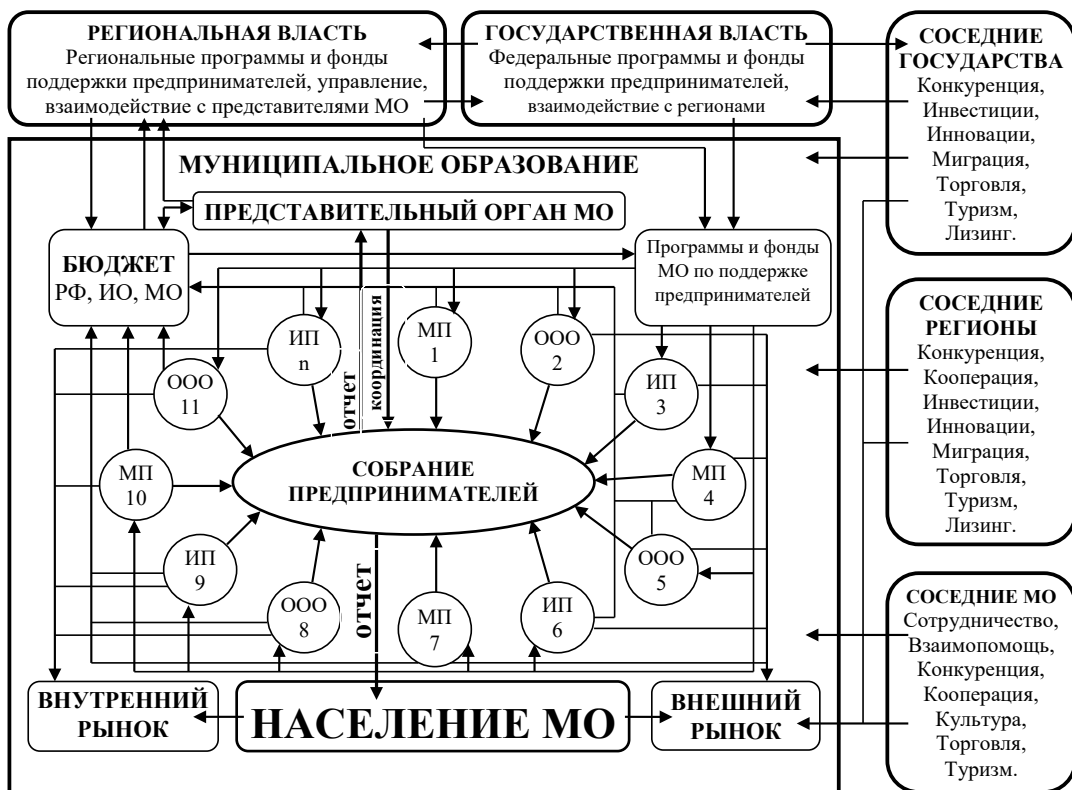 РЕГИОНАЛЬНАЯ ВЛАСТЬ
Региональные программы и фонды
поддержки предпринимателей, управление,
взаимодействие с представителями МО
ГОСУДАРСТВЕННАЯ ВЛАСТЬ
Федеральные программы и фонды
поддержки предпринимателей,
взаимодействие с регионами
СОСЕДНИЕ
ГОСУДАРСТВА
Конкуренция,
Инвестиции,
Инновации,
Миграция,
Торговля,
Туризм,
Лизинг.
МУНИЦИПАЛЬНОЕ ОБРАЗОВАНИЕ
ПРЕДСТАВИТЕЛЬНЫЙ ОРГАН МО
БЮДЖЕТ
РФ, ИО, МО
Программы и фонды
МО по поддержке
предпринимателей
СОСЕДНИЕ
РЕГИОНЫ
Конкуренция,
Кооперация,
Инвестиции,
Инновации,
Миграция,
Торговля,
Туризм,
Лизинг.
ИП
n
отчет
координация
МП
1
ООО
2
ИП
3
МП
4
ООО
5
ИП
6
МП
7
ООО
8
ИП
9
МП
10
ООО
11
СОБРАНИЕ
ПРЕДПРИНИМАТЕЛЕЙ
отчет
СОСЕДНИЕ МО
Сотрудничество,
Взаимопомощь,
Конкуренция,
Кооперация,
Культура,
Торговля,
Туризм.
ВНУТРЕННИЙ
РЫНОК
НАСЕЛЕНИЕ МО
ВНЕШНИЙ
РЫНОК